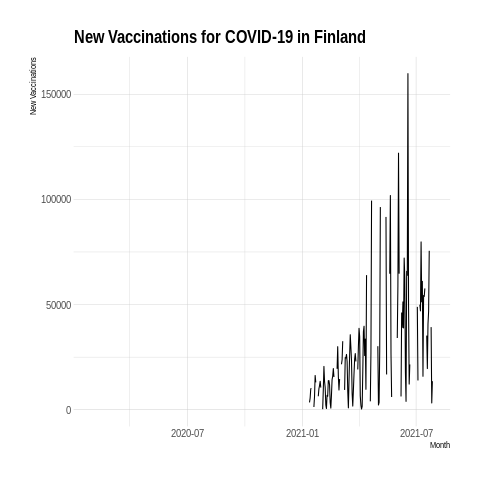 New Vaccinations for COVID-19 in Finland
New Vaccinations
150000
100000
50000
0
2020-07 2021-01 2021-07
Month